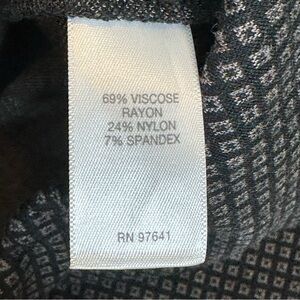 69% VISCOSE
RAYON
24% NYLON
7% SPANDEX
RN 97641